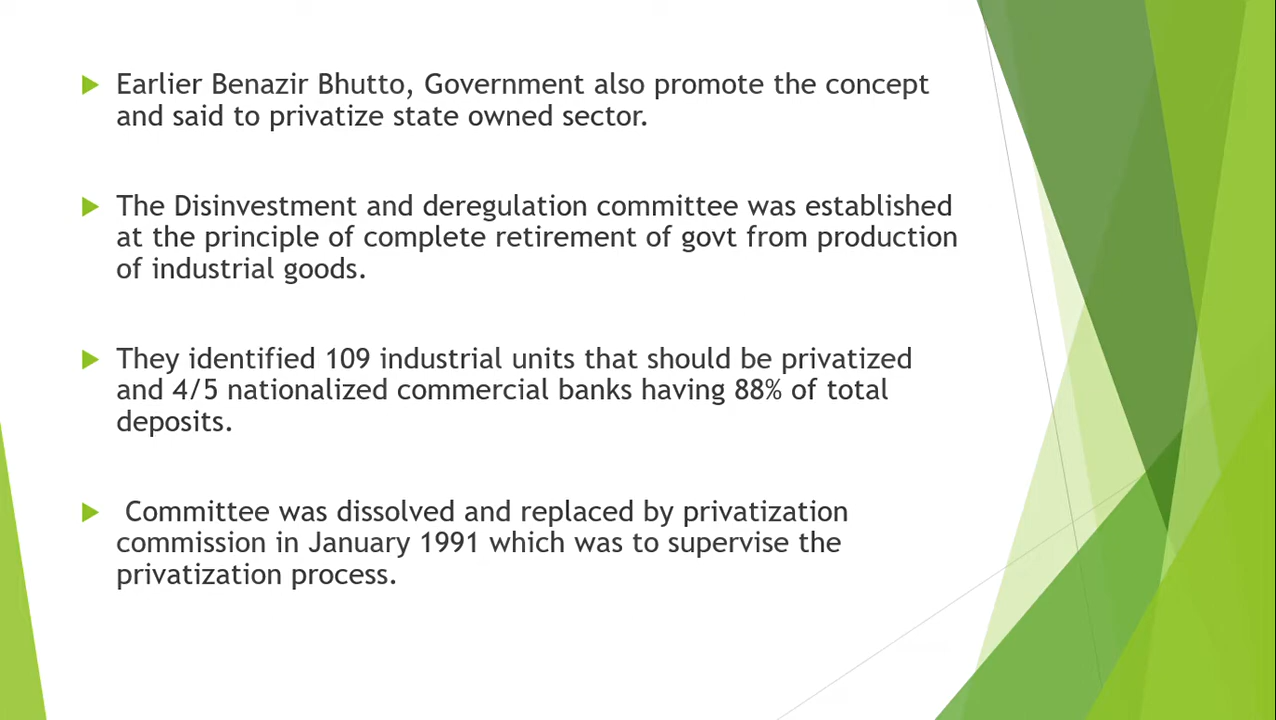 Earlier Benazir Bhutto, Government also promote the concept
and said to privatize state owned sector.
The Disinvestment and deregulation committee was established
at the principle of complete retirement of govt from production
of industrial goods.
They identified 109 industrial units that should be privatized
and 4/5 nationalized commercial banks having 88% of total
deposits.
Committee was dissolved and replaced by privatization
commission in January 1991 which was to supervise the
privatization process.